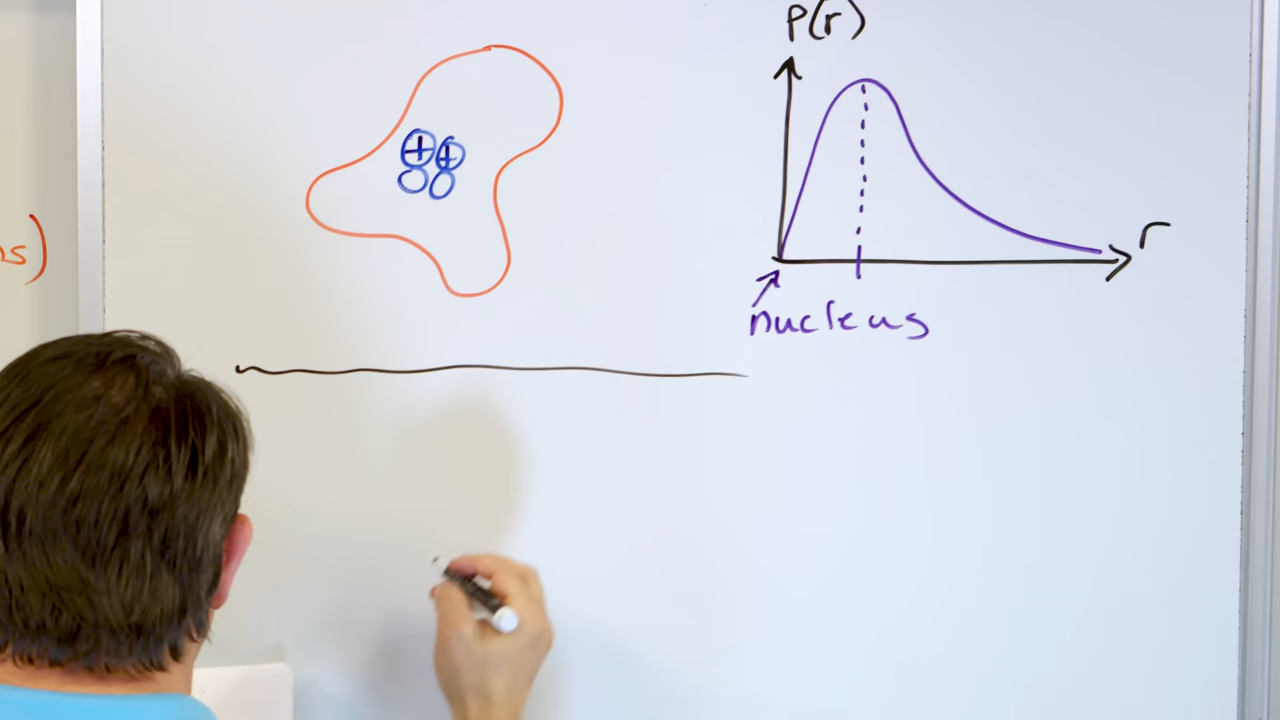 P(r)
+ +
s)
r
nucleus